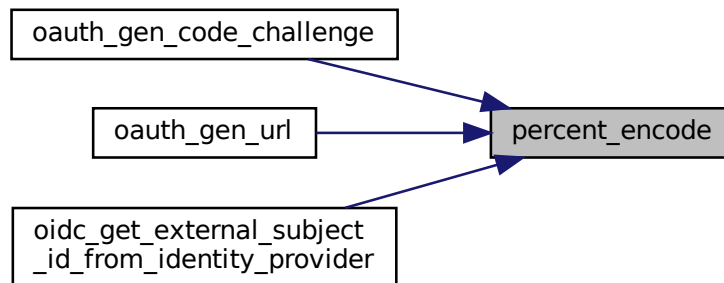 oauth_gen_code_challenge
oauth_gen_url
percent_encode
oidc_get_external_subject
_id_from_identity_provider